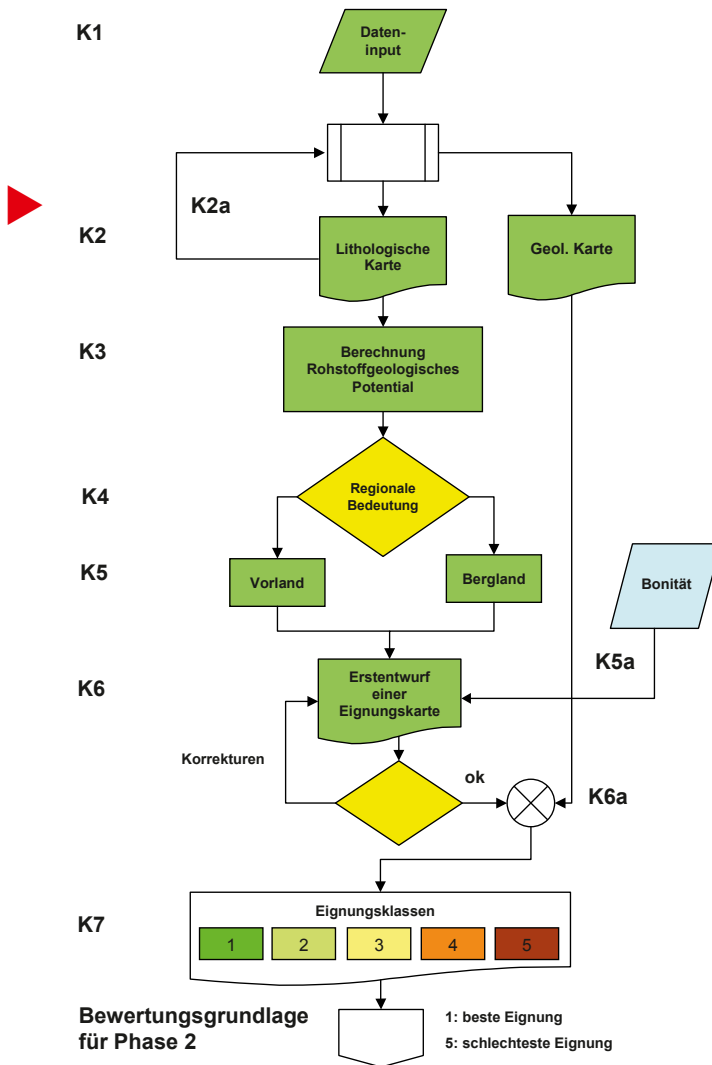 K1
Daten-
input
K2a
K2
Lithologische
Karte
Geol. Karte
K3
Berechnung
Rohstoffgeologisches
Potential
K4
Regionale
Bedeutung
K5
Vorland
Bergland
Bonität
K5a
K6
Erstentwurf
einer
Eignungskarte
Korrekturen
ok
K6a
K7
Eignungsklassen
1 2 3 4 5
Bewertungsgrundlage
für Phase 2
1: beste Eignung
5: schlechteste Eignung